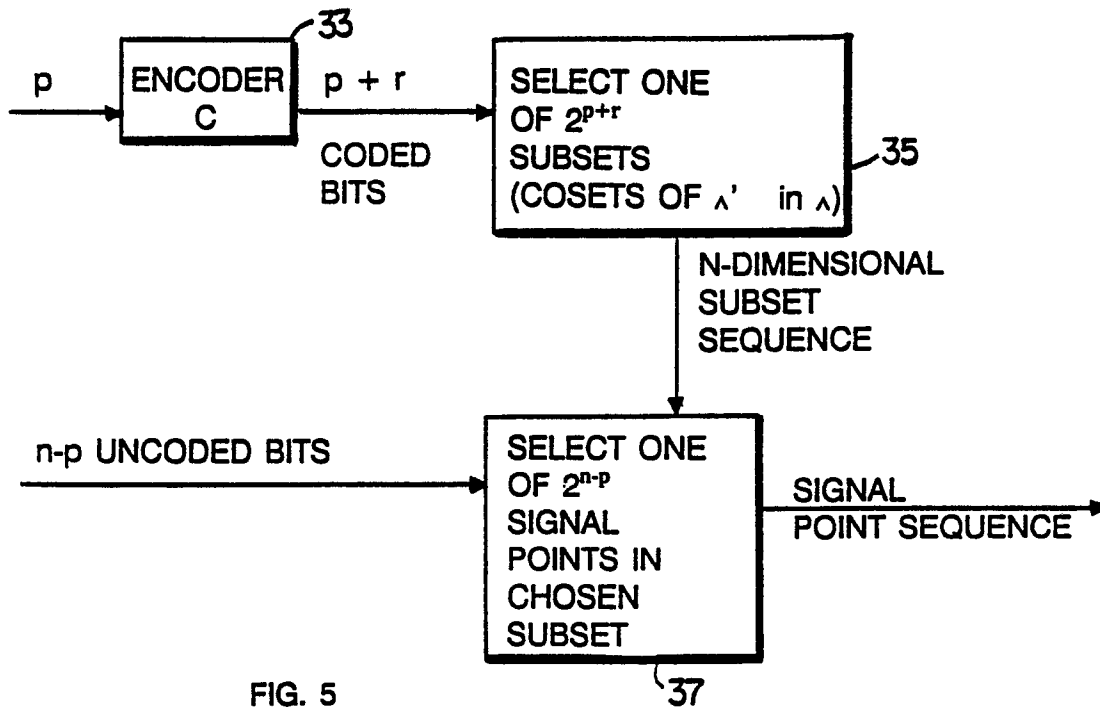 33
p
ENCODER
C
p + r
CODED
BITS
SELECT ONE
OF 2^{p+r}
SUBSETS
(COSETS OF ʌ' in ʌ)
35
N-DIMENSIONAL
SUBSET
SEQUENCE
n-p UNCODED BITS
SELECT ONE
OF 2^{n-p}
SIGNAL
POINTS IN
CHOSEN
SUBSET
SIGNAL
POINT SEQUENCE
37
FIG. 5